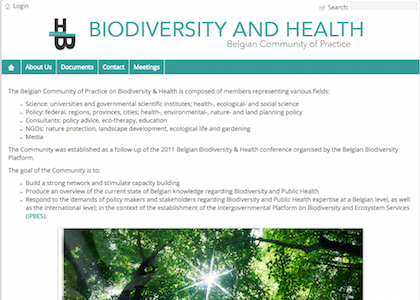 Login
Search:
HB
BIODIVERSITY AND HEALTH
Belgian Community of Practice
About Us Documents Contact Meetings
The Belgian Community of Practice on Biodiversity & Health is composed of members representing various fields:
Science: universities and governmental scientific institutes; health-, ecological- and social science
Policy: federal, regions, provinces, cities; health-, environmental-, nature- and land planning policy
Consultants: policy advice, eco-therapy, education
NGOs: nature protection, landscape development, ecological life and gardening
Media
The Community was established as a follow-up of the 2011 Belgian Biodiversity & Health conference organised by the Belgian Biodiversity
Platform.
The goal of the Community is to:
Build a strong network and stimulate capacity building
Produce an overview of the current state of Belgian knowledge regarding Biodiversity and Public Health
Respond to the demands of policy makers and stakeholders regarding Biodiversity and Public Health expertise at a Belgian level, as well
as the international level; in the context of the establishment of the Intergovernmental Platform on Biodiversity and Ecosystem Services
(IPBES).